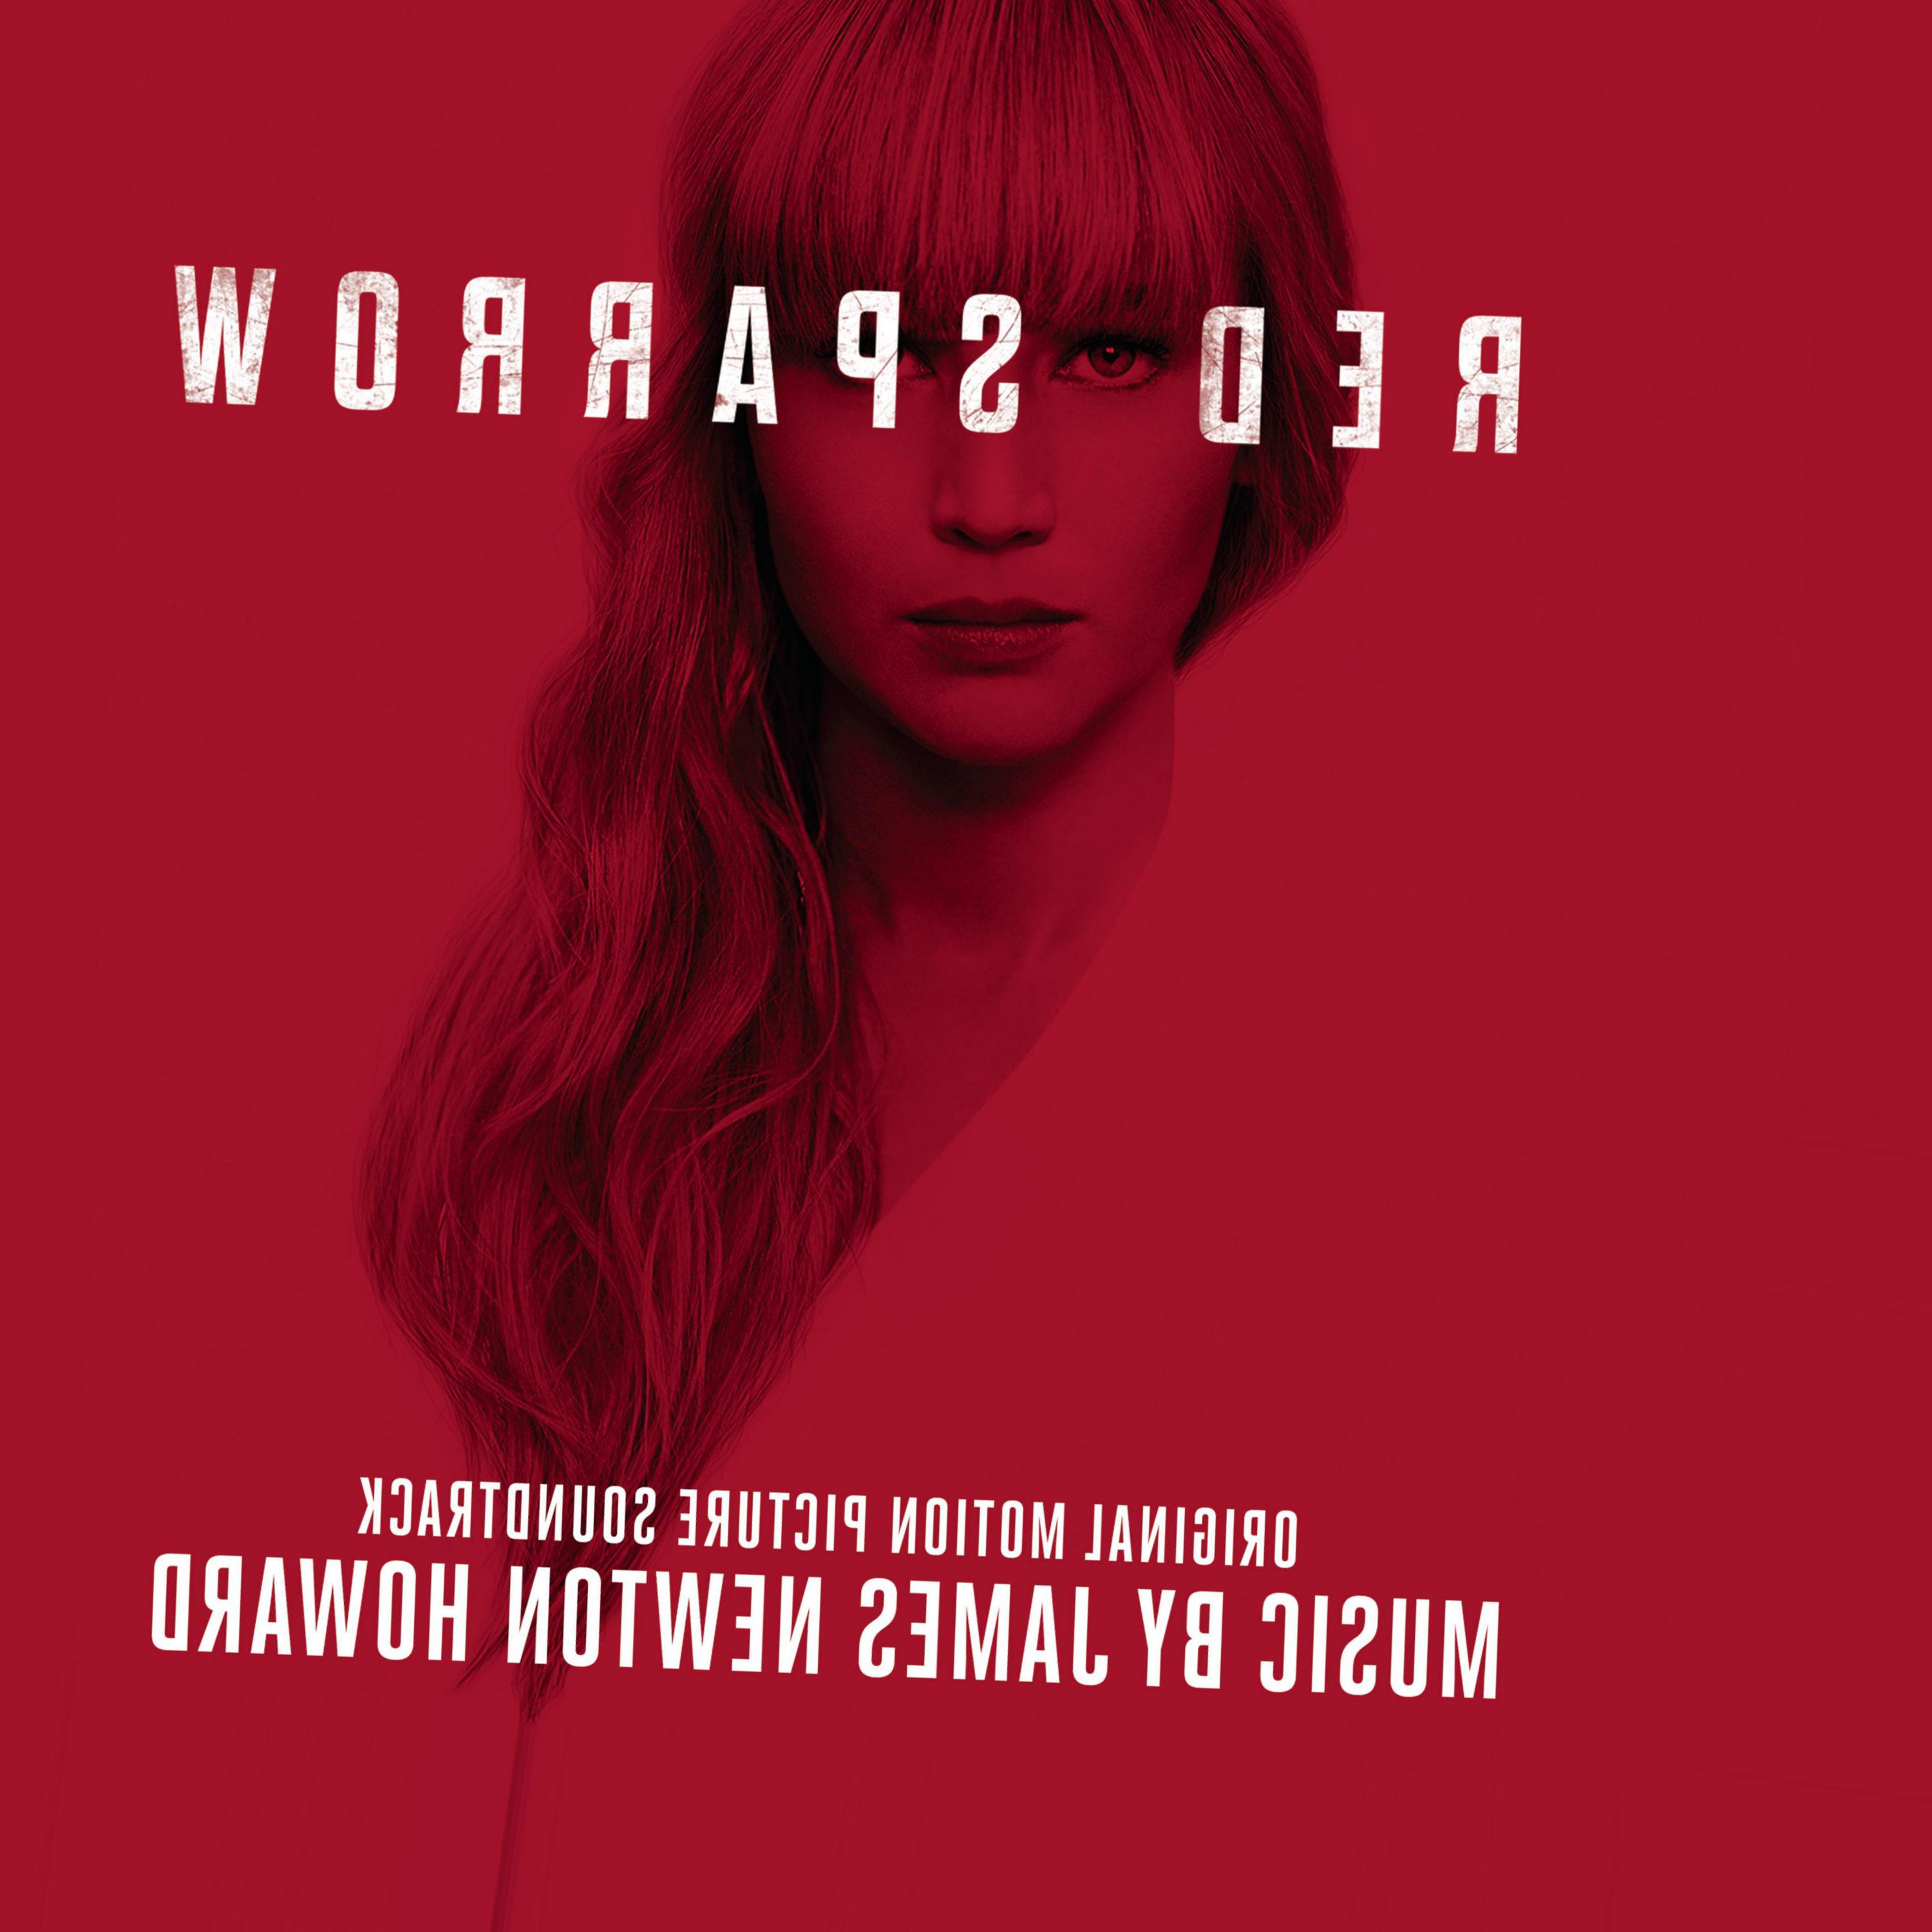 RED SPARROW
ORIGINAL MOTION PICTURE SOUNDTRACK
MUSIC BY JAMES NEWTON HOWARD